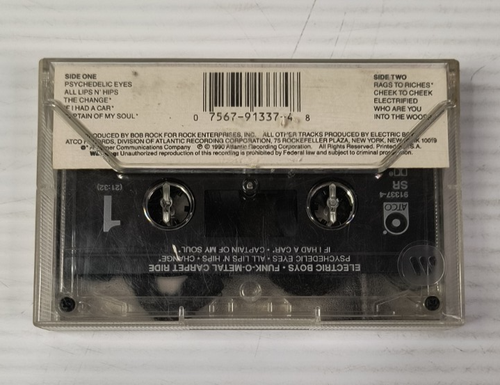 SIDE ONE
PSYCHEDELIC EYES
ALL LIPS N' HIPS
THE CHANGE*
IF I HAD A CAR*
CAPTAIN OF MY SOUL*
0 7567-91337-4 8
SIDE TWO
RAGS TO RICHES*
CHEEK TO CHEEK
ELECTRIFIED
WHO ARE YOU
INTO THE WOODS
*PRODUCED BY BOB ROCK FOR ROCK ENTERPRISES, INC. ALL OTHER TRACKS PRODUCED BY ELECTRIC BOYS
ATCO RECORDS, DIVISION OF ATLANTIC RECORDING CORPORATION, 75 ROCKEFELLER PLAZA, NEW YORK, NEW YORK 10019
A Warner Communications Company ℗ © 1990 Atlantic Recording Corporation. All Rights Reserved. Printed in U.S.A.
WARNING: Unauthorized reproduction of this recording is prohibited by Federal law and subject to criminal prosecution.
ELECTRIC BOYS • FUNK-O-METAL CARPET RIDE
PSYCHEDELIC EYES • ALL LIPS N' HIPS • CHANGE*
IF I HAD A CAR* • CAPTAIN OF MY SOUL*
ATCO
SR
91337-4
1
(21:32)